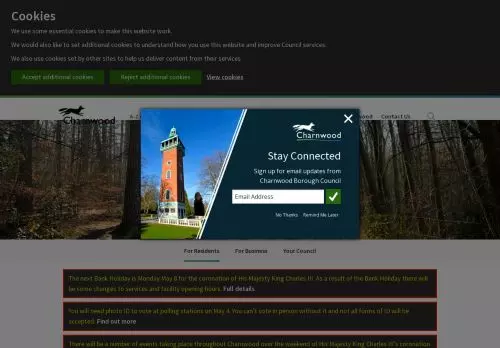 Cookies
We use some essential cookies to make this website work.
We would also like to set additional cookies to understand how you use this website and improve Council services.
We also use cookies set by other sites to help us deliver content from their services.
Accept additional cookies
Reject additional cookies
View cookies
Charnwood
Contact Us
Charnwood
Stay Connected
Sign up for email updates from
Charnwood Borough Council
Email Address
No Thanks
Remind Me Later
For Residents
For Business
Your Council
The next Bank Holiday is Monday May 8 for the coronation of His Majesty King Charles III. As a result of the Bank Holiday there will
be some changes to services and facility opening hours. Full details.
You will need photo ID to vote at polling stations on May 4. You can't vote in person without it and not all forms of ID will be
accepted. Find out more
There will be a number of events taking place throughout Charnwood over the weekend of His Majesty King Charles III's coronation